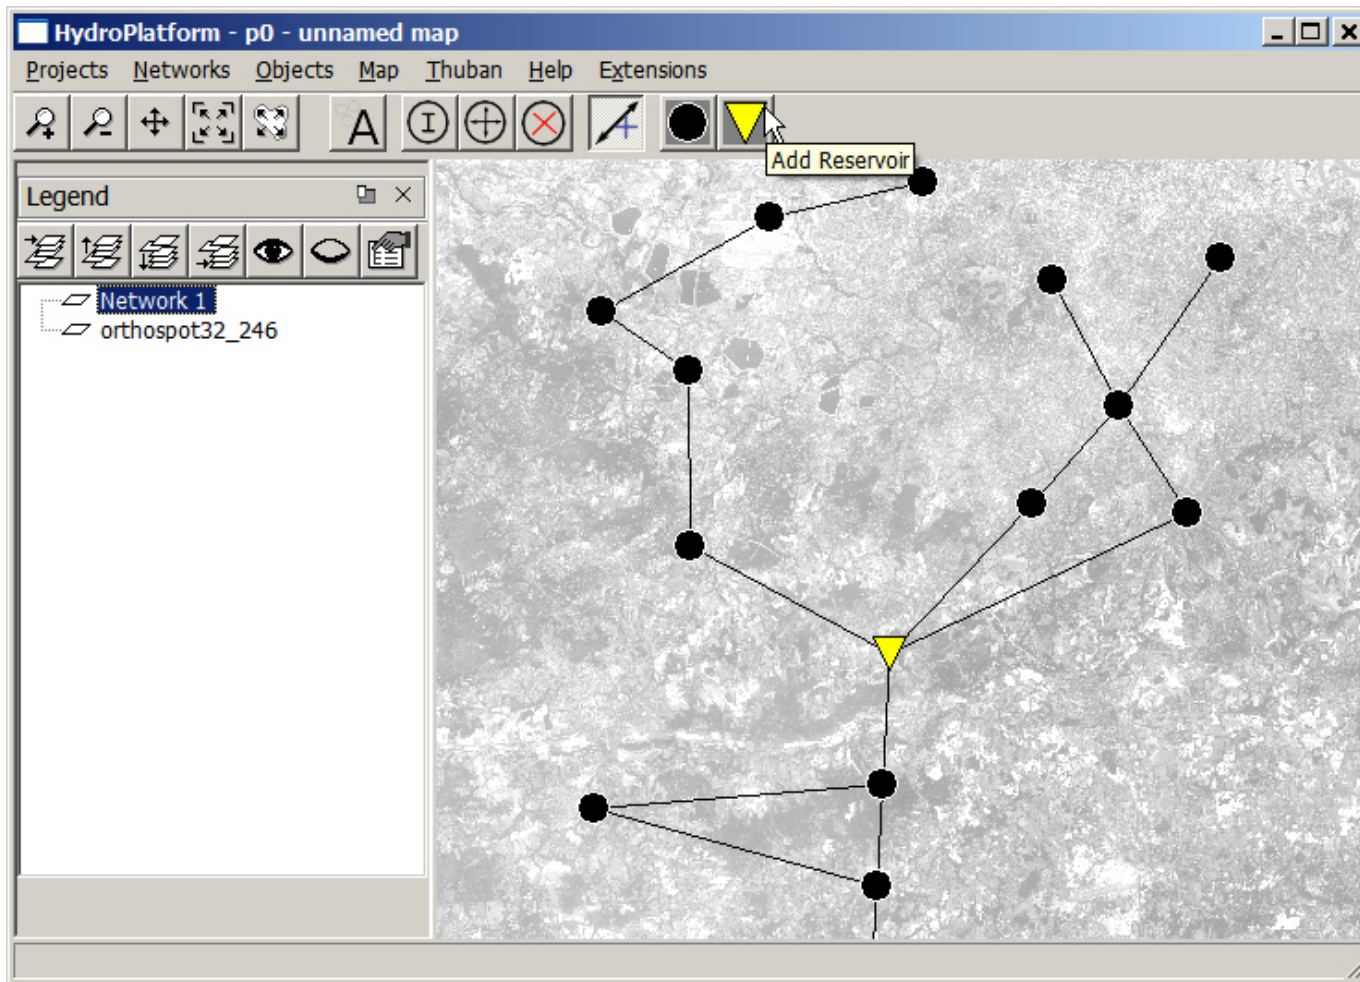 HydroPlatform - p0 - unnamed map
Projects Networks Objects Map Thuban Help Extensions
A I
Add Reservoir
Legend
Network 1
orthospot32_246